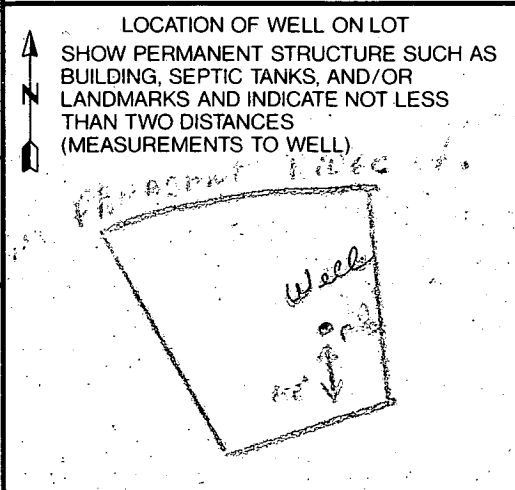 LOCATION OF WELL ON LOT
SHOW PERMANENT STRUCTURE SUCH AS
BUILDING, SEPTIC TANKS, AND/OR
N
LANDMARKS AND INDICATE NOT LESS
THAN TWO DISTANCES
(MEASUREMENTS TO WELL)
Well